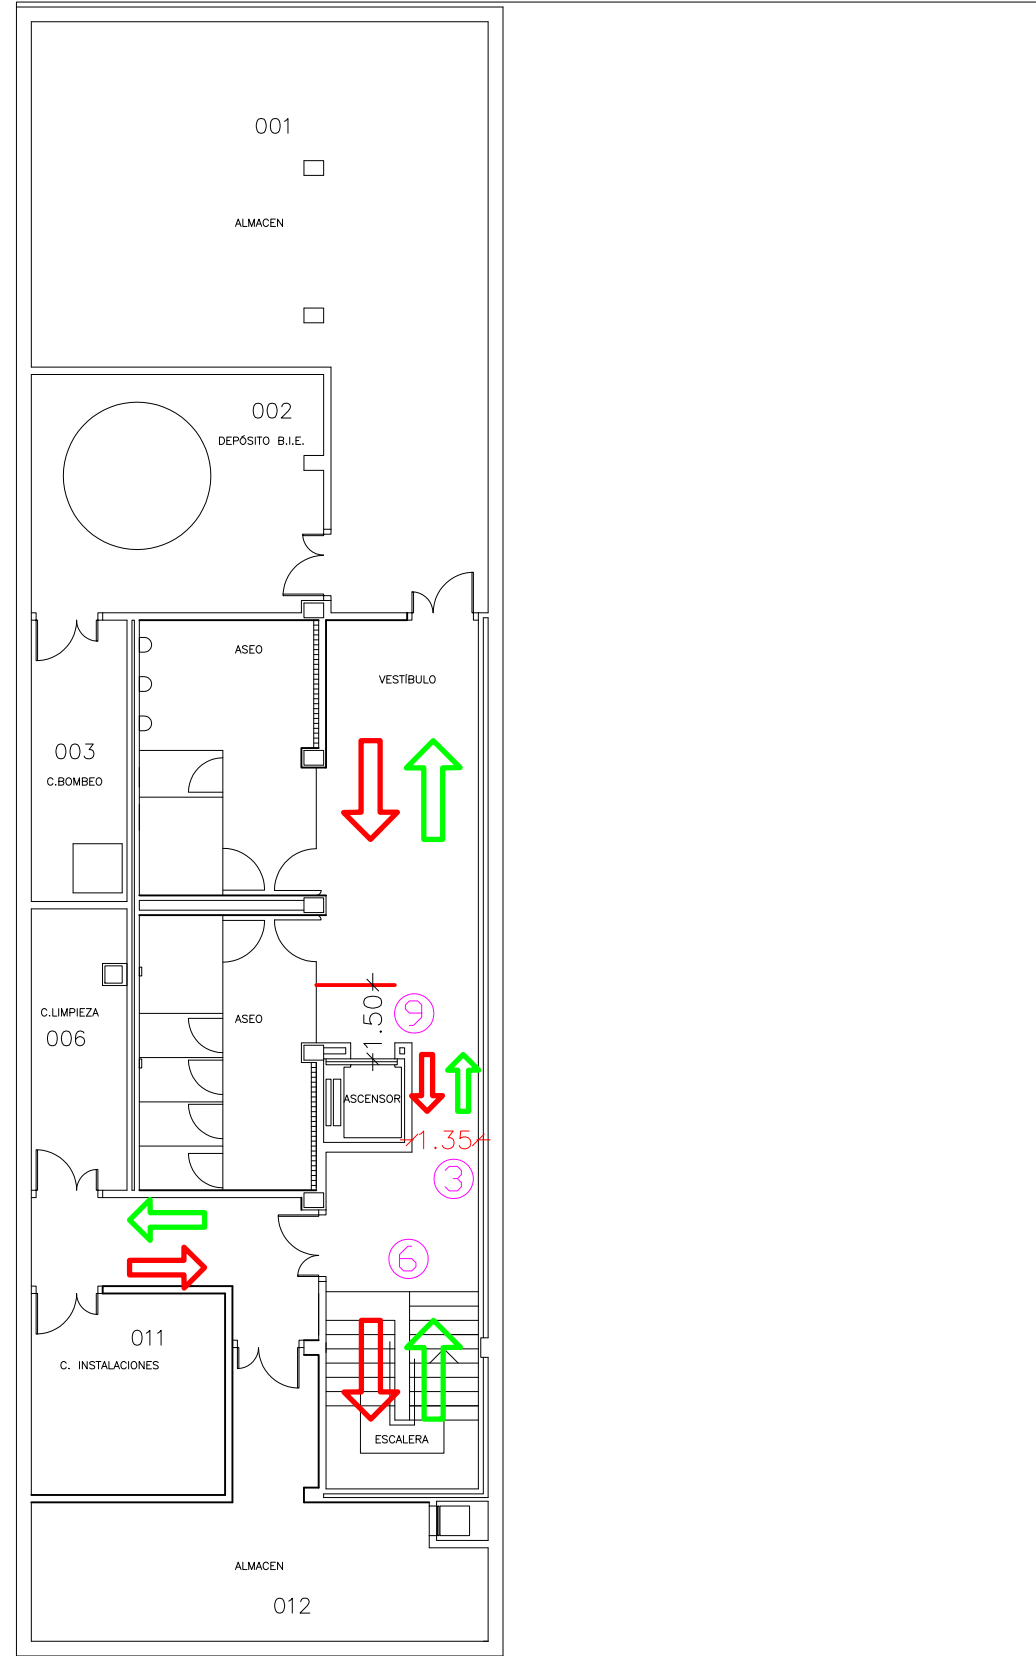 001
ALMACEN
002
DEPÓSITO B.I.E.
ASEO
VESTÍBULO
003
C.BOMBEO
1.50
9
C.LIMPIEZA
006
ASEO
ASCENSOR
1.35
3
6
011
C. INSTALACIONES
ESCALERA
ALMACEN
012